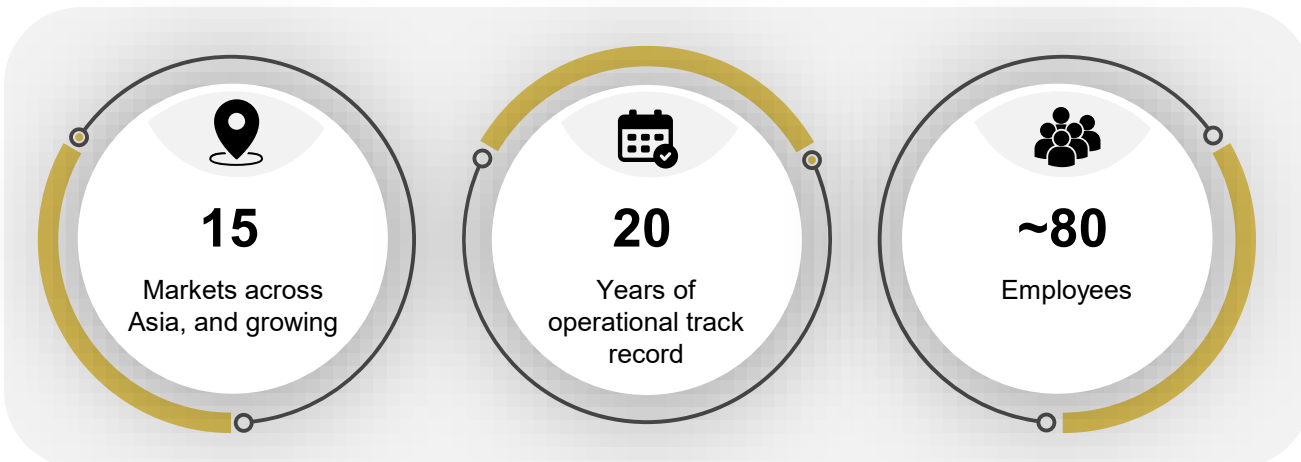 15
Markets across
Asia, and growing
20
Years of
operational track
record
~80
Employees